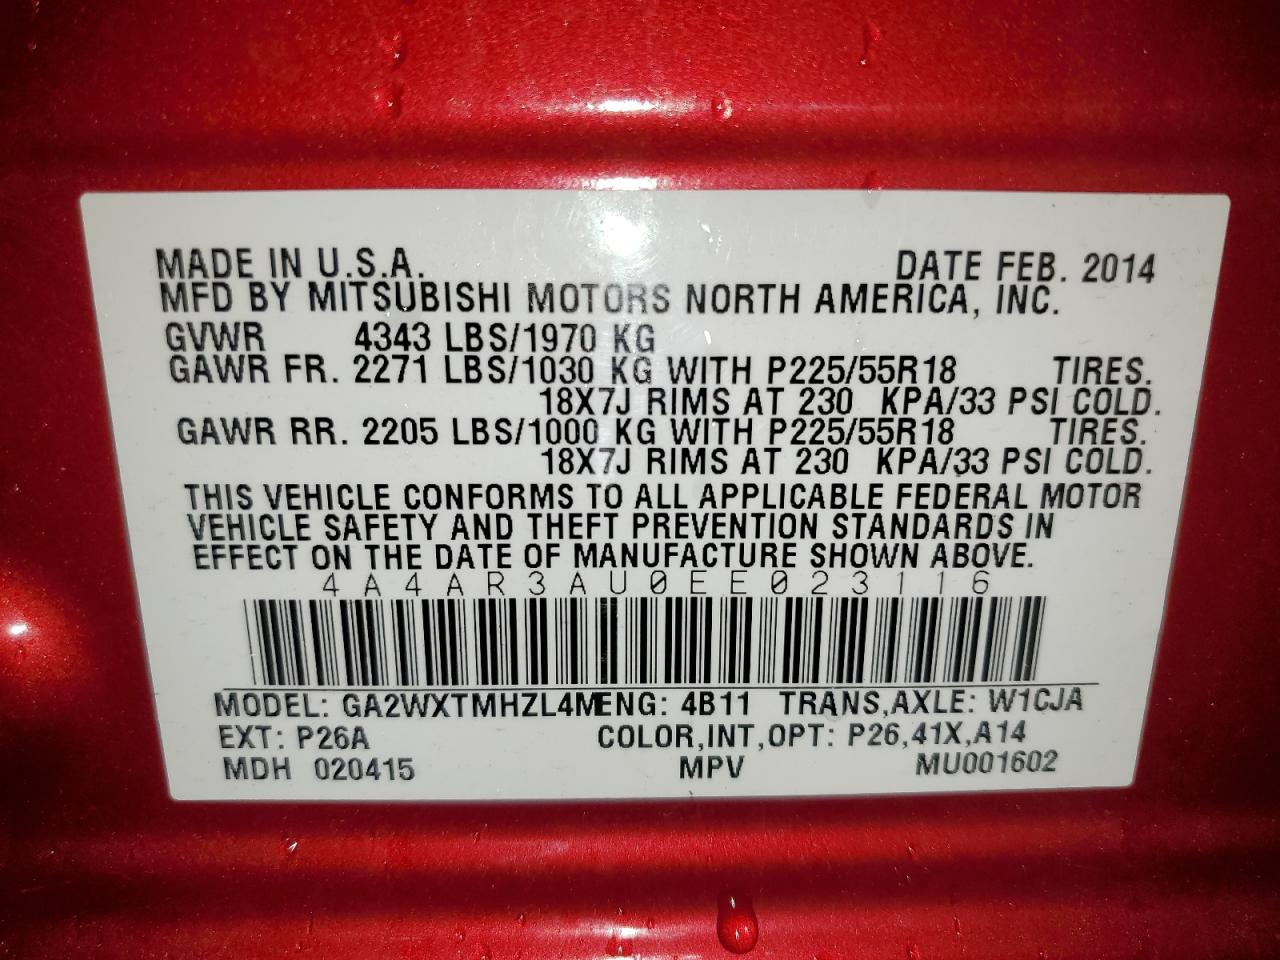 MADE IN U.S.A. DATE FEB. 2014
MFD BY MITSUBISHI MOTORS NORTH AMERICA, INC.
GVWR 4343 LBS/1970 KG
GAWR FR. 2271 LBS/1030 KG WITH P225/55R18 TIRES.
18X7J RIMS AT 230 KPA/33 PSI COLD.
GAWR RR. 2205 LBS/1000 KG WITH P225/55R18 TIRES.
18X7J RIMS AT 230 KPA/33 PSI COLD.
THIS VEHICLE CONFORMS TO ALL APPLICABLE FEDERAL MOTOR
VEHICLE SAFETY AND THEFT PREVENTION STANDARDS IN
EFFECT ON THE DATE OF MANUFACTURE SHOWN ABOVE.
4A4AR3AU0EE023116
MODEL: GA2WXTMHZL4M ENG: 4B11 TRANS,AXLE: W1CJA
EXT: P26A COLOR,INT,OPT: P26,41X,A14
MDH 020415 MPV MU001602